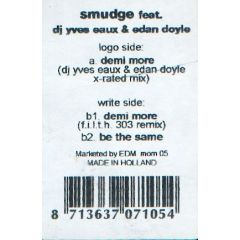 smudge feat.
dj yves eaux & edan doyle
logo side:
a. demi more
(dj yves eaux & edan doyle
x-rated mix)
write side:
b1. demi more
(f.i.l.t.h. 303 remix)
b2. be the same
Marketed by EDM mom 05
MADE IN HOLLAND
8 713637 071054